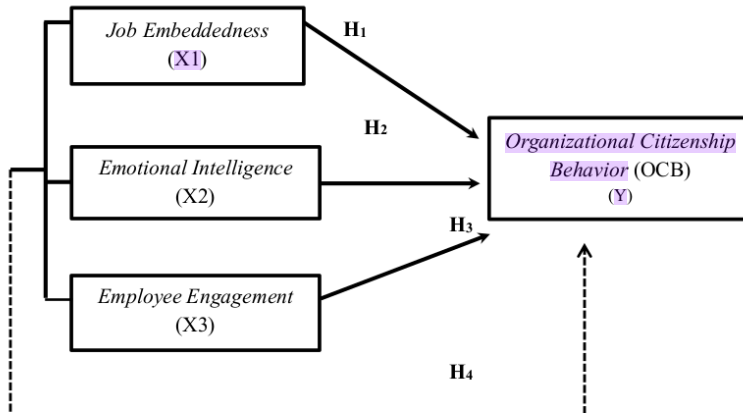 Job Embeddedness
(X1)
H1
H2
Emotional Intelligence
(X2)
Organizational Citizenship
Behavior (OCB)
(Y)
H3
Employee Engagement
(X3)
H4